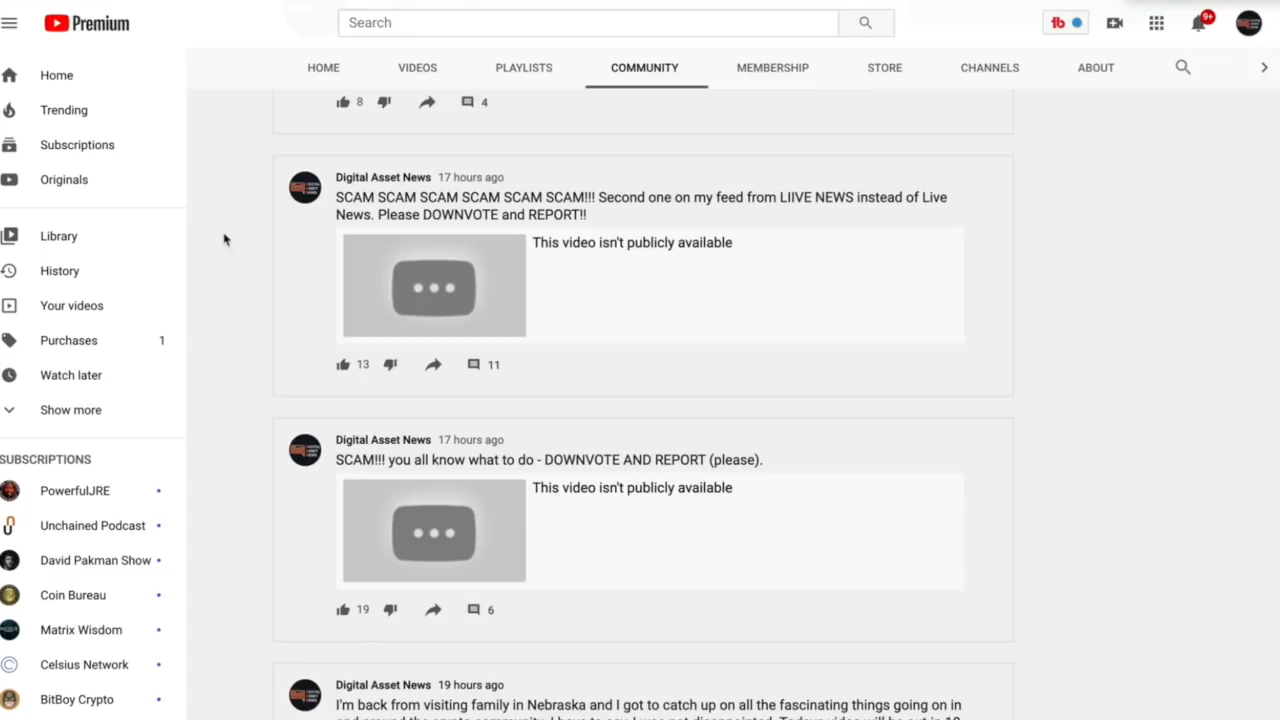 Premium
Search
tb
9+
HOME
VIDEOS
PLAYLISTS
COMMUNITY
MEMBERSHIP
STORE
CHANNELS
ABOUT
Home
Trending
Subscriptions
Originals
Library
History
Your videos
Purchases 1
Watch later
Show more
SUBSCRIPTIONS
PowerfulJRE
Unchained Podcast
David Pakman Show
Coin Bureau
Matrix Wisdom
Celsius Network
BitBoy Crypto
8 4
Digital Asset News 17 hours ago
SCAM SCAM SCAM SCAM SCAM SCAM!!! Second one on my feed from LIIVE NEWS instead of Live
News. Please DOWNVOTE and REPORT!!
This video isn't publicly available
13 11
Digital Asset News 17 hours ago
SCAM!!! you all know what to do - DOWNVOTE AND REPORT (please).
This video isn't publicly available
19 6
Digital Asset News 19 hours ago
I'm back from visiting family in Nebraska and I got to catch up on all the fascinating things going on in